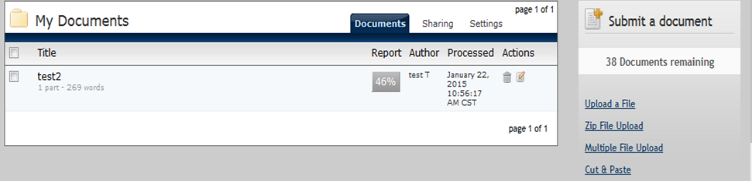 page 1 of 1
My Documents
Documents Sharing Settings
Title Report Author Processed Actions
test2
1 part - 269 words
46%
test T
January 22,
2015
10:56:17
AM CST
page 1 of 1
Submit a document
38 Documents remaining
Upload a File
Zip File Upload
Multiple File Upload
Cut & Paste